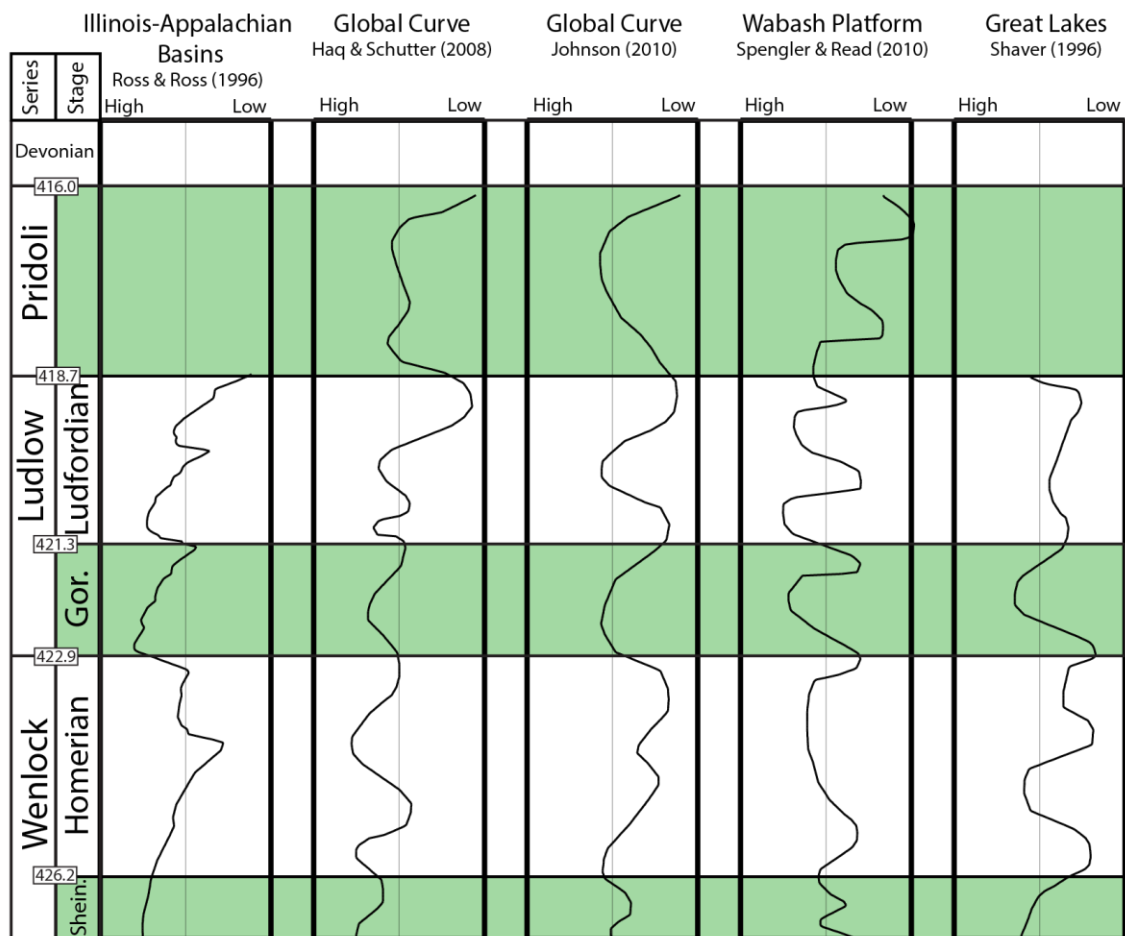 Illinois-Appalachian
Basins
Ross & Ross (1996)
High Low
Global Curve
Haq & Schutter (2008)
High Low
Global Curve
Johnson (2010)
High Low
Wabash Platform
Spengler & Read (2010)
High Low
Great Lakes
Shaver (1996)
High Low
Series
Stage
Devonian
416.0
Pridoli
418.7
Ludlow
Ludfordian
421.3
Gor.
422.9
Wenlock
Homerian
426.2
Shein.